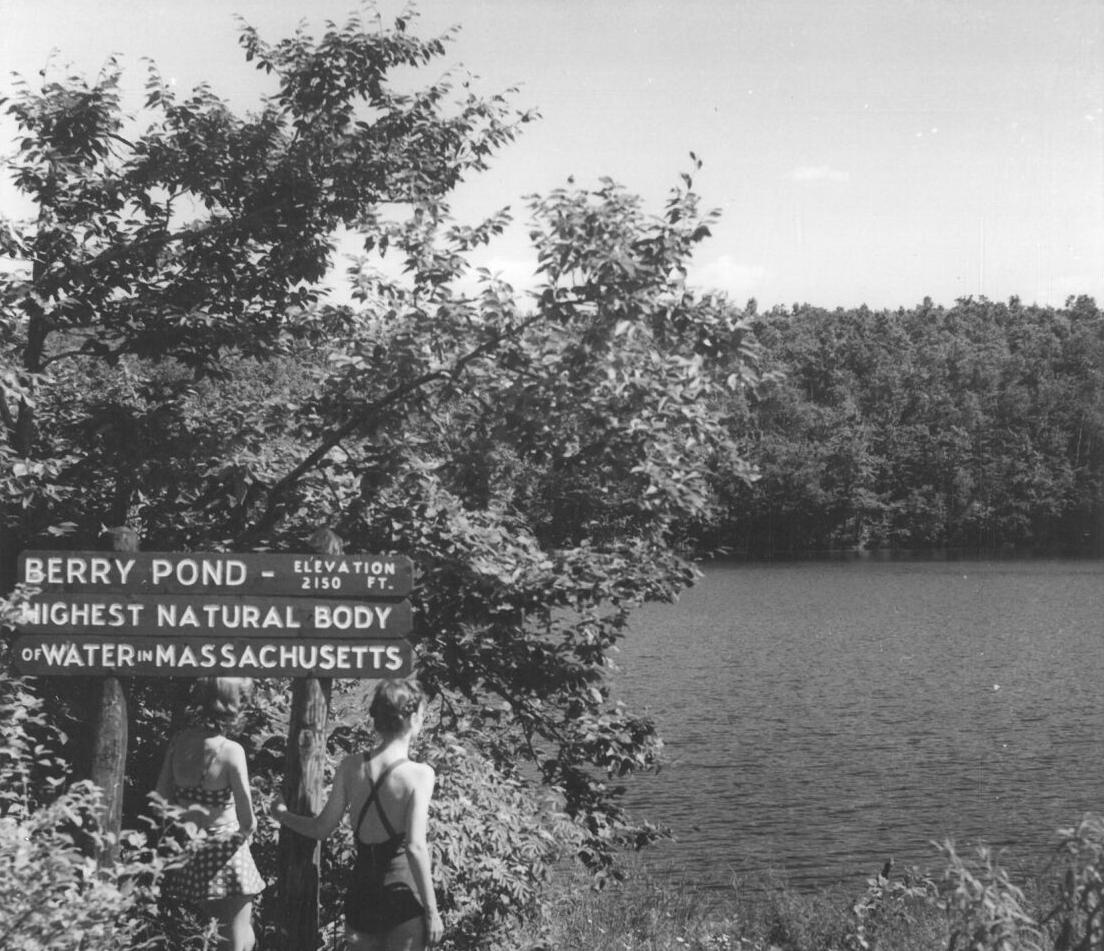 BERRY POND - ELEVATION 2150 FT.
HIGHEST NATURAL BODY
OF WATER IN MASSACHUSETTS